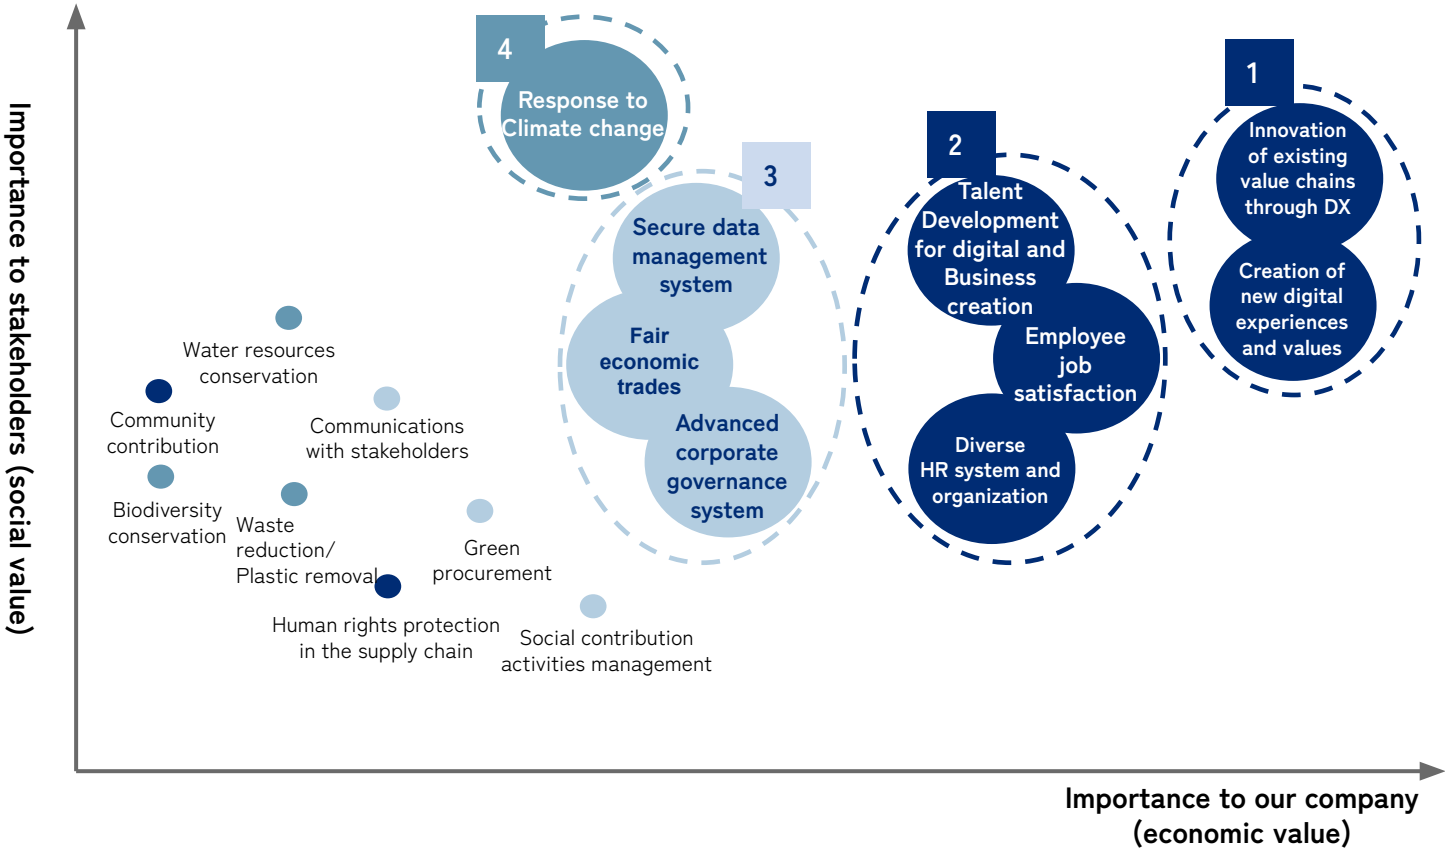 Importance to stakeholders (social value)
4
Response to
Climate change
3
Secure data
management
system
Fair
economic
trades
Advanced
corporate
governance
system
2
Talent
Development
for digital and
Business
creation
Employee
job
satisfaction
Diverse
HR system and
organization
1
Innovation
of existing
value chains
through DX
Creation of
new digital
experiences
and values
Water resources
conservation
Community
contribution
Communications
with stakeholders
Biodiversity
conservation
Waste
reduction/
Plastic removal
Green
procurement
Human rights protection
in the supply chain
Social contribution
activities management
Importance to our company
(economic value)